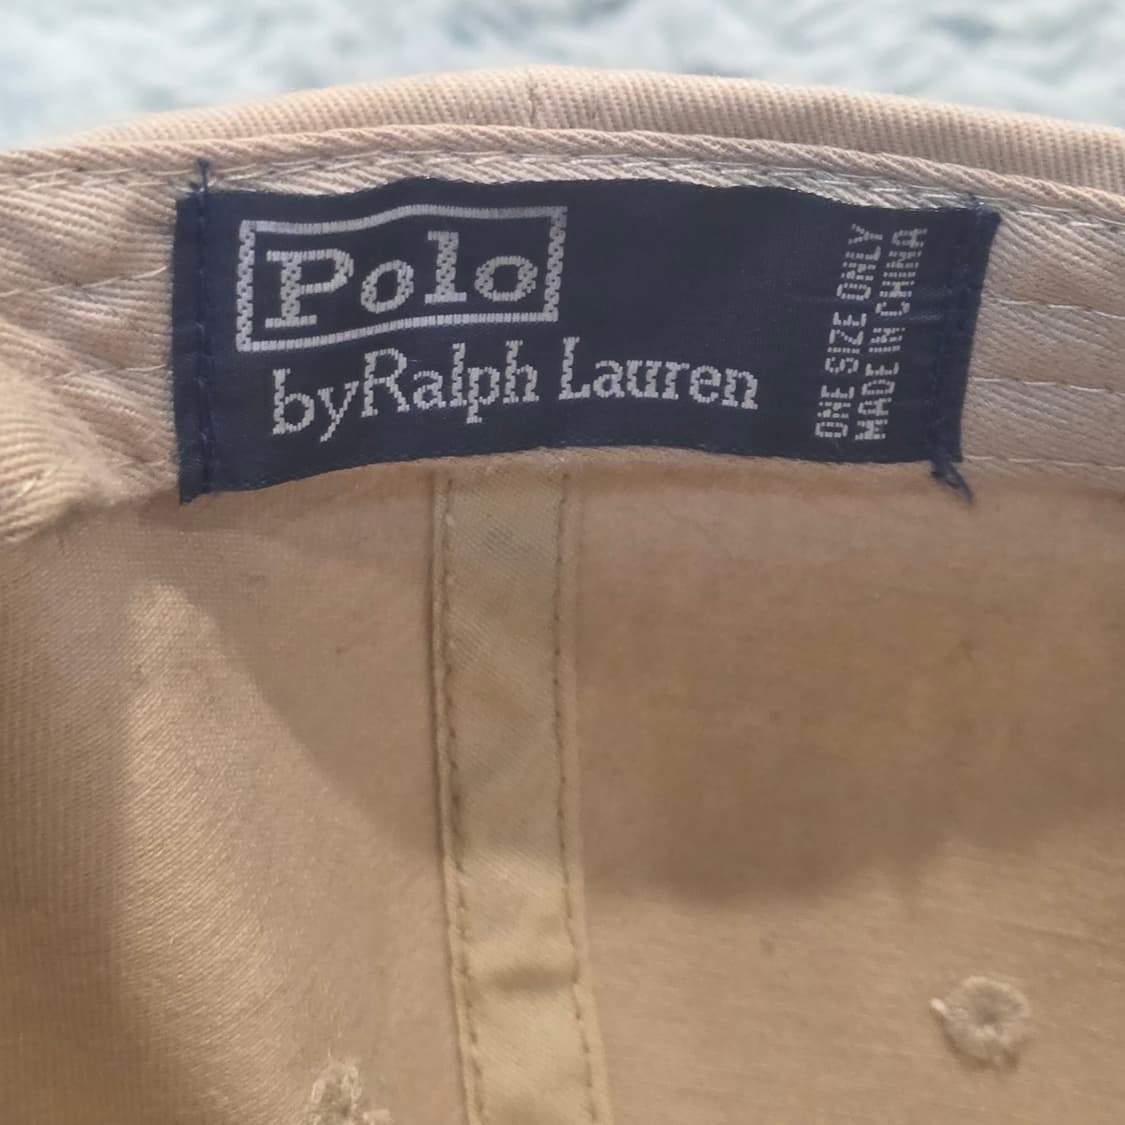 Polo
byRalph Lauren
ONE SIZE ONLY
MADE IN CHINA